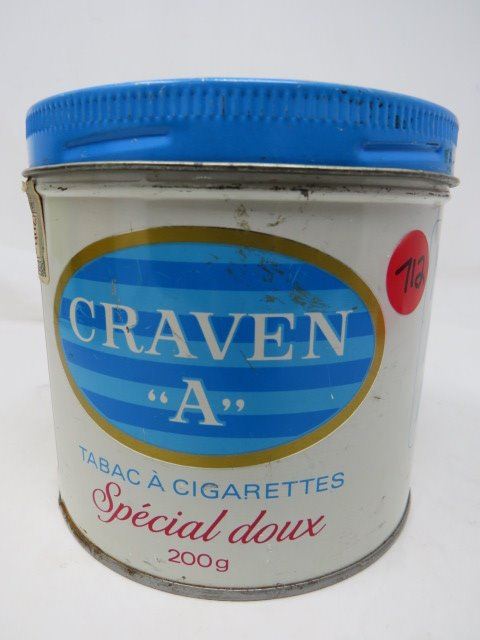 CRAVEN
"A"
TABAC À CIGARETTES
Spécial doux
200g
712